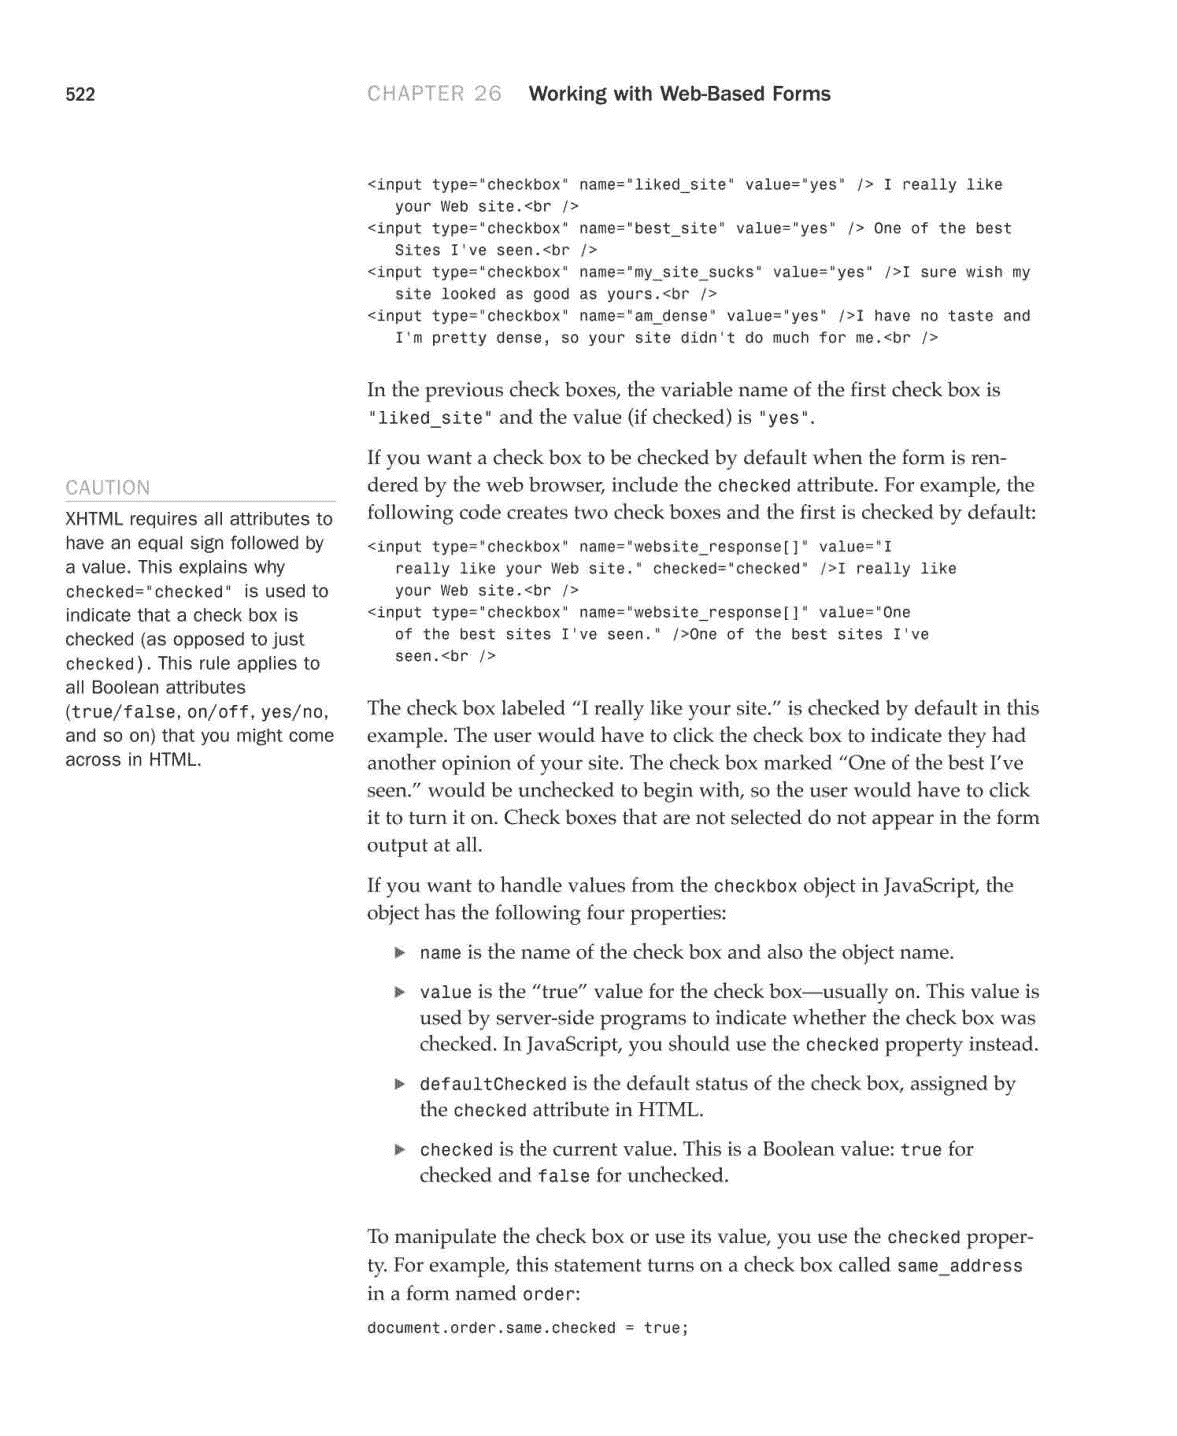 522
CHAPTER 26 Working with Web-Based Forms
<input type="checkbox" name="liked_site" value="yes" /> I really like
your Web site.<br />
<input type="checkbox" name="best_site" value="yes" /> One of the best
Sites I've seen.<br />
<input type="checkbox" name="my_site_sucks" value="yes" />I sure wish my
site looked as good as yours.<br />
<input type="checkbox" name="am_dense" value="yes" />I have no taste and
I'm pretty dense, so your site didn't do much for me.<br />
In the previous check boxes, the variable name of the first check box is
"liked_site" and the value (if checked) is "yes".
If you want a check box to be checked by default when the form is ren-
dered by the web browser, include the checked attribute. For example, the
following code creates two check boxes and the first is checked by default:
<input type="checkbox" name="website_response[]" value="I
really like your Web site." checked="checked" />I really like
your Web site.<br />
<input type="checkbox" name="website_response[]" value="One
of the best sites I've seen." />One of the best sites I've
seen.<br />
CAUTION
XHTML requires all attributes to
have an equal sign followed by
a value. This explains why
checked="checked" is used to
indicate that a check box is
checked (as opposed to just
checked). This rule applies to
all Boolean attributes
(true/false, on/off, yes/no,
and so on) that you might come
across in HTML.
The check box labeled “I really like your site.” is checked by default in this
example. The user would have to click the check box to indicate they had
another opinion of your site. The check box marked “One of the best I’ve
seen.” would be unchecked to begin with, so the user would have to click
it to turn it on. Check boxes that are not selected do not appear in the form
output at all.
If you want to handle values from the checkbox object in JavaScript, the
object has the following four properties:
▶ name is the name of the check box and also the object name.
▶ value is the “true” value for the check box—usually on. This value is
used by server-side programs to indicate whether the check box was
checked. In JavaScript, you should use the checked property instead.
▶ defaultChecked is the default status of the check box, assigned by
the checked attribute in HTML.
▶ checked is the current value. This is a Boolean value: true for
checked and false for unchecked.
To manipulate the check box or use its value, you use the checked proper-
ty. For example, this statement turns on a check box called same_address
in a form named order:
document.order.same.checked = true;